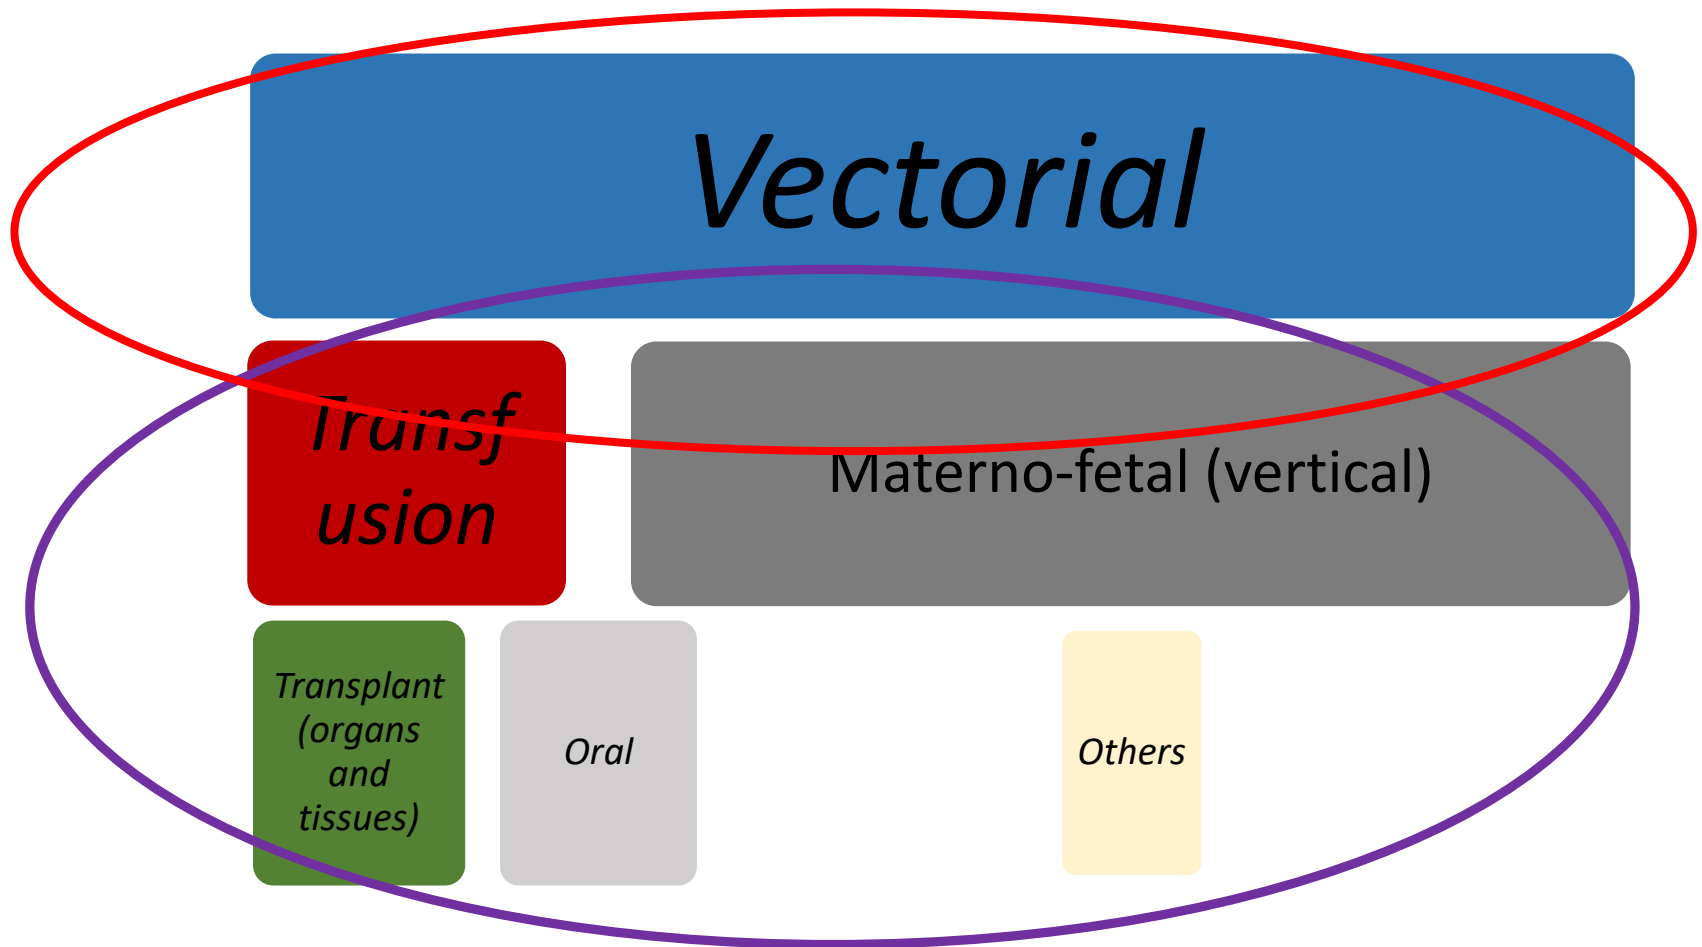 Vectorial
Transf
usion
Materno-fetal (vertical)
Transplant
(organs
and
tissues)
Oral
Others